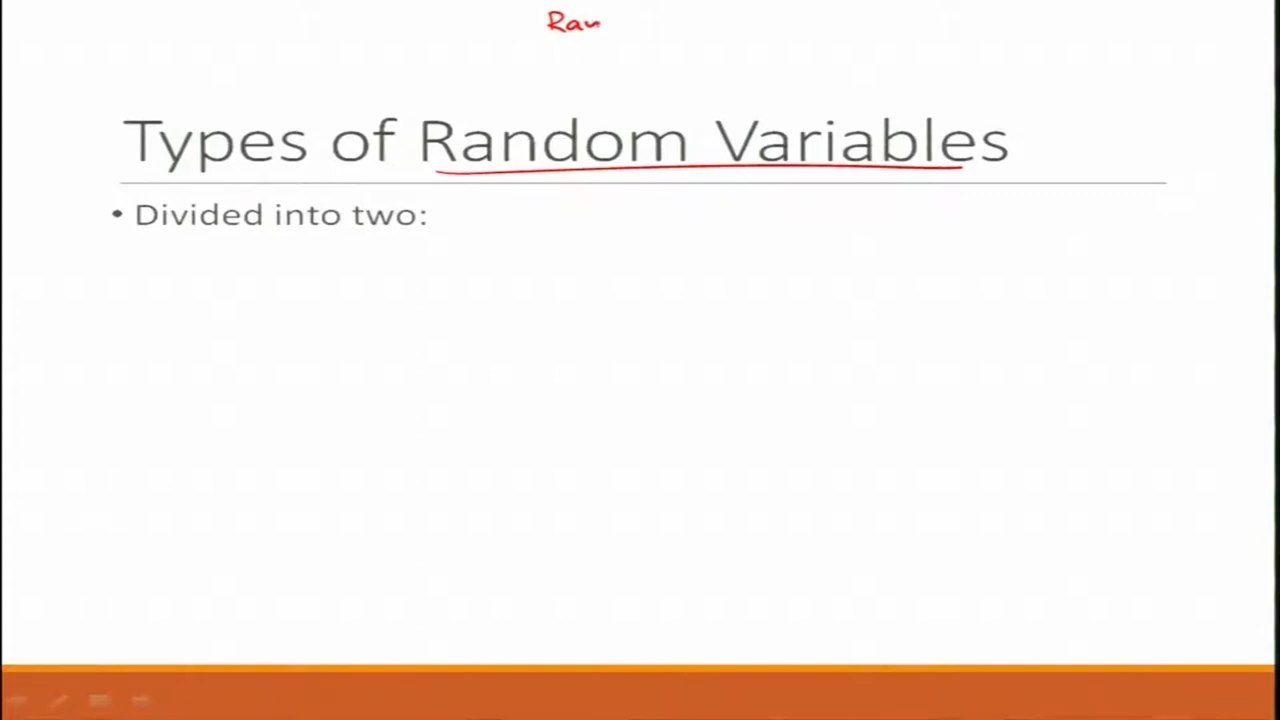 Ran
Types of Random Variables
• Divided into two: